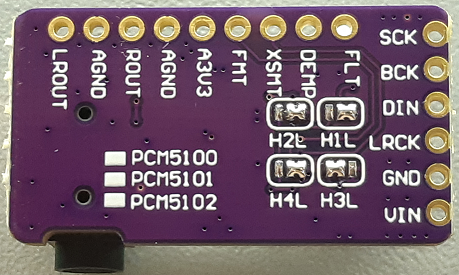 LROUT
AGND
ROUT
AGND
A3V3
FMT
XSMT
DEMP
FLT
SCK
BCK
DIN
LRCK
GND
VIN
H2L H1L
H4L H3L
PCM5100
PCM5101
PCM5102